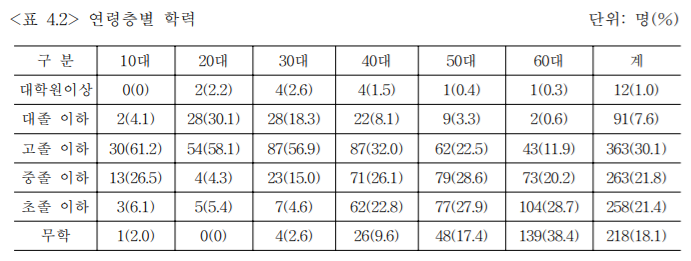 <표 4.2> 연령층별 학력 단위: 명(%)
구 분 10대 20대 30대 40대 50대 60대 계
대학원이상 0(0) 2(2.2) 4(2.6) 4(1.5) 1(0.4) 1(0.3) 12(1.0)
대졸 이하 2(4.1) 28(30.1) 28(18.3) 22(8.1) 9(3.3) 2(0.6) 91(7.6)
고졸 이하 30(61.2) 54(58.1) 87(56.9) 87(32.0) 62(22.5) 43(11.9) 363(30.1)
중졸 이하 13(26.5) 4(4.3) 23(15.0) 71(26.1) 79(28.6) 73(20.2) 263(21.8)
초졸 이하 3(6.1) 5(5.4) 7(4.6) 62(22.8) 77(27.9) 104(28.7) 258(21.4)
무학 1(2.0) 0(0) 4(2.6) 26(9.6) 48(17.4) 139(38.4) 218(18.1)